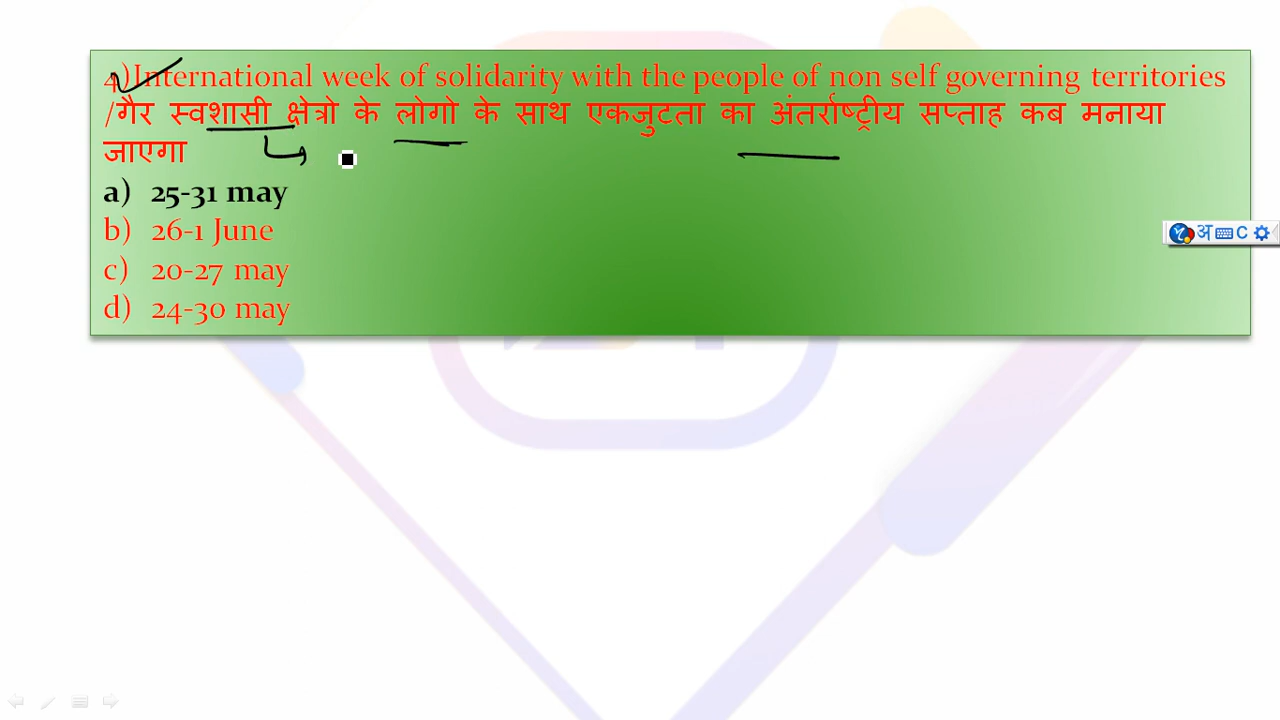 4)International week of solidarity with the people of non self governing territories
/गैर स्वशासी क्षेत्रो के लोगो के साथ एकजुटता का अंतर्राष्ट्रीय सप्ताह कब मनाया
जाएगा
a) 25-31 may
b) 26-1 June
c) 20-27 may
d) 24-30 may
अ C